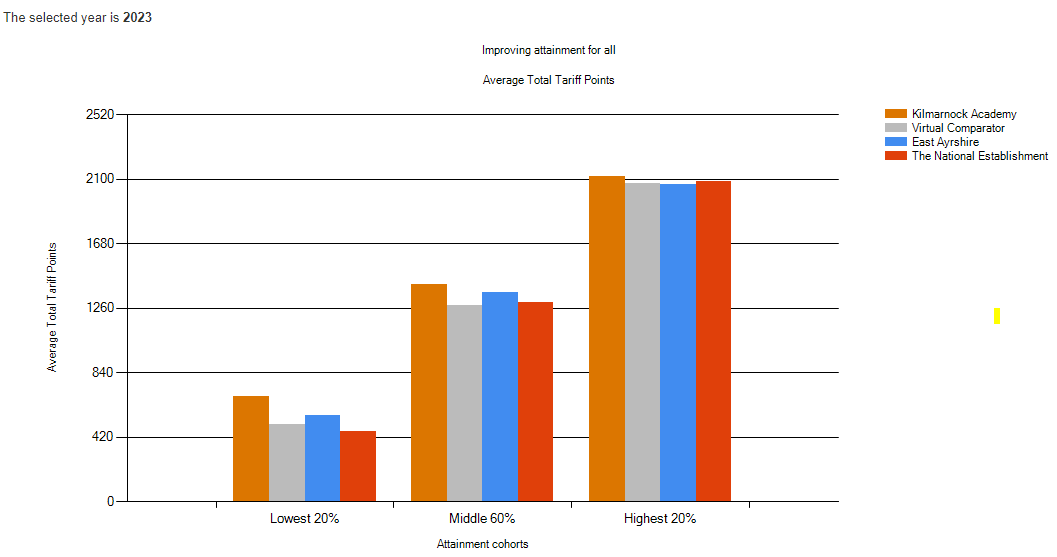 The selected year is 2023
Improving attainment for all
Average Total Tariff Points
2520
2100
1680
1260
840
420
0
Average Total Tariff Points
Lowest 20%
Middle 60%
Highest 20%
Attainment cohorts
Kilmarnock Academy
Virtual Comparator
East Ayrshire
The National Establishment